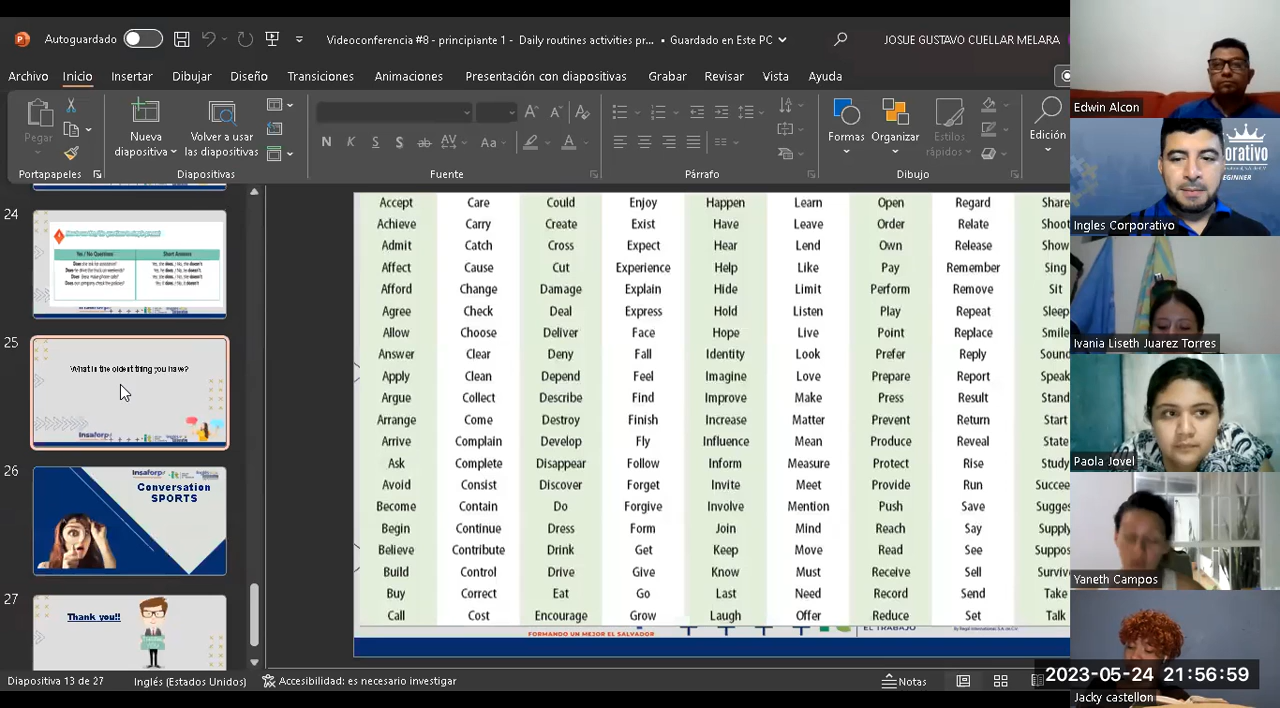 Autoguardado
Videoconferencia #8 - principiante 1 - Daily routines activities pr... • Guardado en Este PC
JOSUE GUSTAVO CUELLAR MELARA
Archivo Inicio Insertar Dibujar Diseño Transiciones Animaciones Presentación con diapositivas Grabar Revisar Vista Ayuda
Pegar
Nueva diapositiva
Volver a usar las diapositivas
N K S S ab AV Aa A
Formas Organizar Estilos rápidos Edición
Portapapeles Diapositivas Fuente Párrafo Dibujo
24
Yes / No Questions Short Answers
25
What is the oldest thing you have?
Insaforp
26
Insaforp
Conversation
SPORTS
27
Thank you!!
Accept Care Could Enjoy Happen Learn Open Regard Share
Achieve Carry Create Exist Have Leave Order Relate Shoot
Admit Catch Cross Expect Hear Lend Own Release Show
Affect Cause Cut Experience Help Like Pay Remember Sing
Afford Change Damage Explain Hide Limit Perform Remove Sit
Agree Check Deal Express Hold Listen Play Repeat Sleep
Allow Choose Deliver Face Hope Live Point Replace Smile
Answer Clear Deny Fall Identity Look Prefer Reply Sound
Apply Clean Depend Feel Imagine Love Prepare Report Speak
Argue Collect Describe Find Improve Make Press Result Stand
Arrange Come Destroy Finish Increase Matter Prevent Return Start
Arrive Complain Develop Fly Influence Mean Produce Reveal State
Ask Complete Disappear Follow Inform Measure Protect Rise Study
Avoid Consist Discover Forget Invite Meet Provide Run Succee
Become Contain Do Forgive Involve Mention Push Save Sugges
Begin Continue Dress Form Join Mind Reach Say Supply
Believe Contribute Drink Get Keep Move Read See Suppos
Build Control Drive Give Know Must Receive Sell Surviv
Buy Correct Eat Go Last Need Record Send Take
Call Cost Encourage Grow Laugh Offer Reduce Set Talk
FORMANDO UN MEJOR EL SALVADOR
EL TRABAJO
Diapositiva 13 de 27 Inglés (Estados Unidos) Accesibilidad: es necesario investigar Notas
Edwin Alcon
orativo
EGINNER
Ingles Corporativo
Ivania Liseth Juarez Torres
Paola Jovel
Yaneth Campos
2023-05-24 21:56:59
Jacky castellon